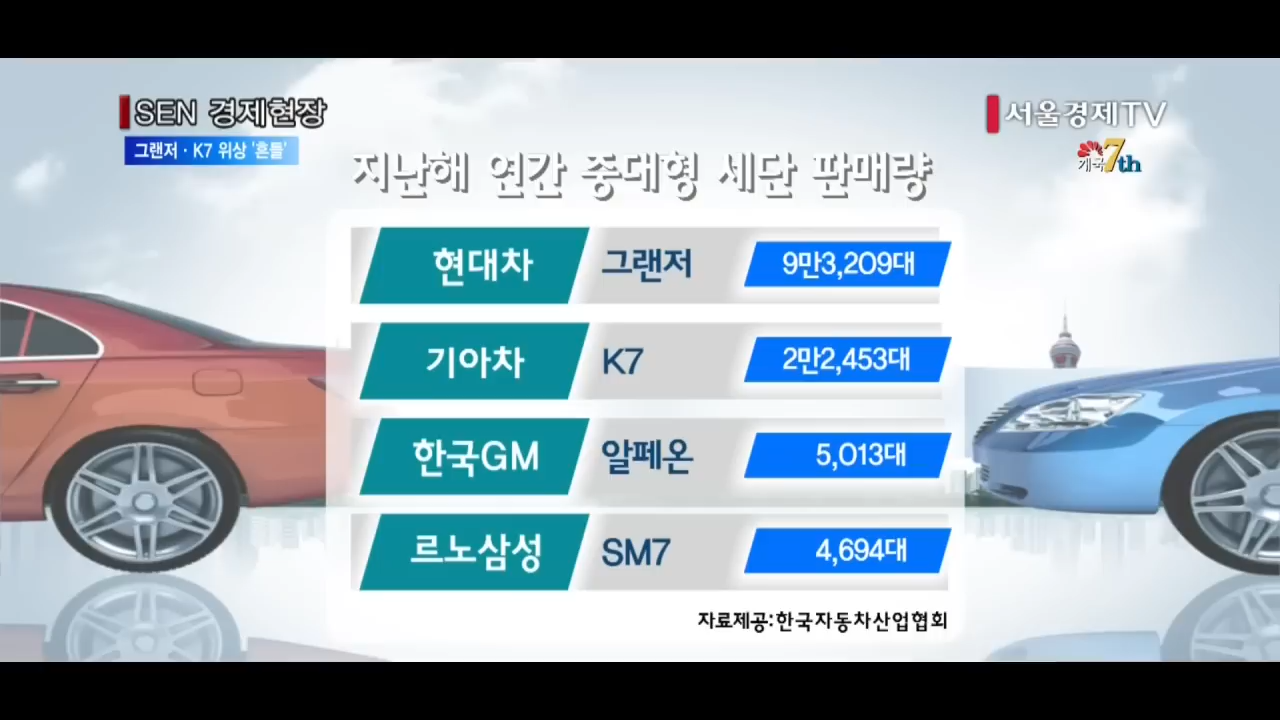 SEN 경제현장
그랜저·K7 위상 '흔들'
서울경제TV
개국 7th
지난해 연간 중대형 세단 판매량
현대차 그랜저 9만3,209대
기아차 K7 2만2,453대
한국GM 알페온 5,013대
르노삼성 SM7 4,694대
자료제공:한국자동차산업협회